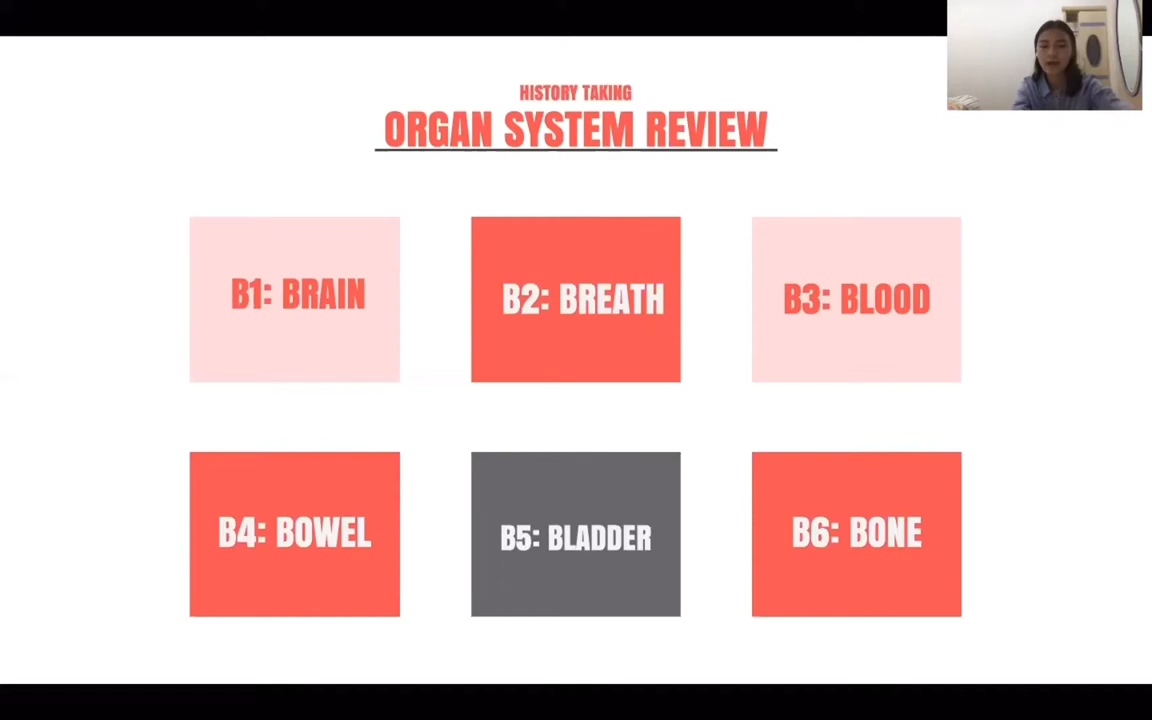 HISTORY TAKING
ORGAN SYSTEM REVIEW
B1: BRAIN
B2: BREATH
B3: BLOOD
B4: BOWEL
B5: BLADDER
B6: BONE